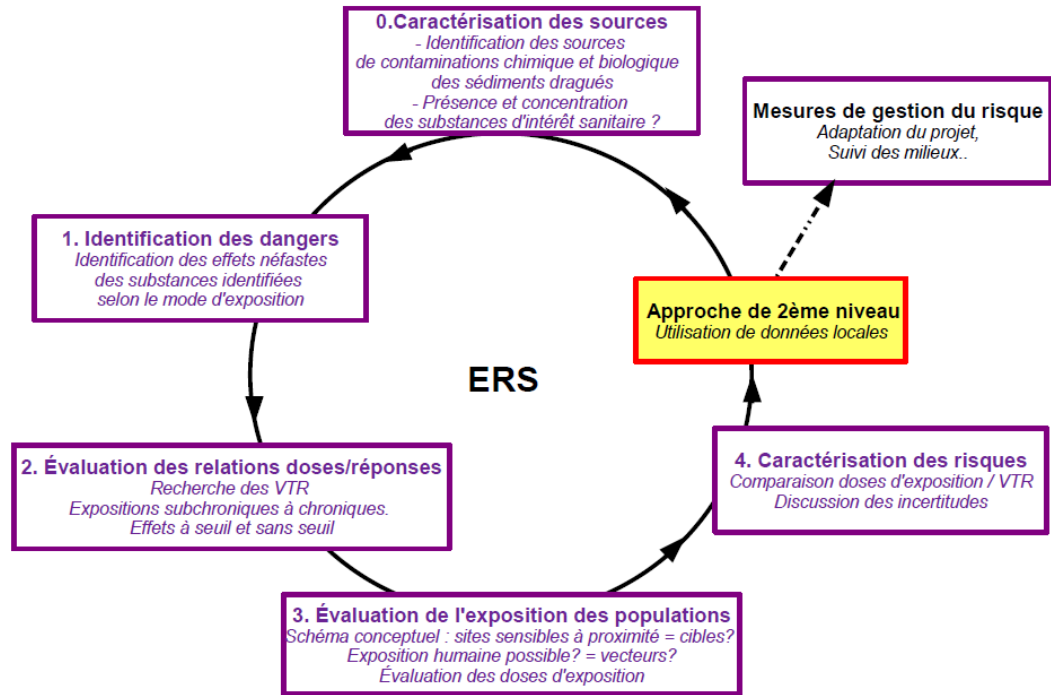 0.Caractérisation des sources
- Identification des sources
de contaminations chimique et biologique
des sédiments dragués
- Présence et concentration
des substances d'intérêt sanitaire ?
Mesures de gestion du risque
Adaptation du projet,
Suivi des milieux..
1. Identification des dangers
Identification des effets néfastes
des substances identifiées
selon le mode d'exposition
Approche de 2ème niveau
Utilisation de données locales
ERS
2. Évaluation des relations doses/réponses
Recherche des VTR
Expositions subchroniques à chroniques.
Effets à seuil et sans seuil
4. Caractérisation des risques
Comparaison doses d'exposition / VTR
Discussion des incertitudes
3. Évaluation de l'exposition des populations
Schéma conceptuel : sites sensibles à proximité = cibles?
Exposition humaine possible? = vecteurs?
Évaluation des doses d'exposition